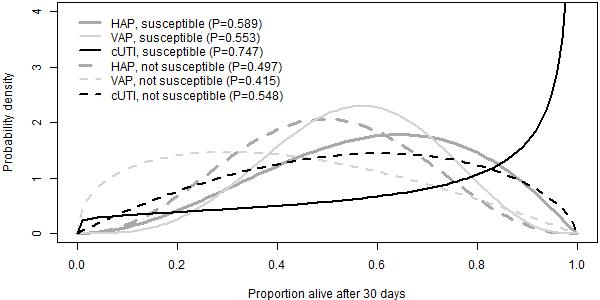 HAP, susceptible (P=0.589)
VAP, susceptible (P=0.553)
cUTI, susceptible (P=0.747)
HAP, not susceptible (P=0.497)
VAP, not susceptible (P=0.415)
cUTI, not susceptible (P=0.548)
Probability density
4
3
2
1
0
0.0 0.2 0.4 0.6 0.8 1.0
Proportion alive after 30 days